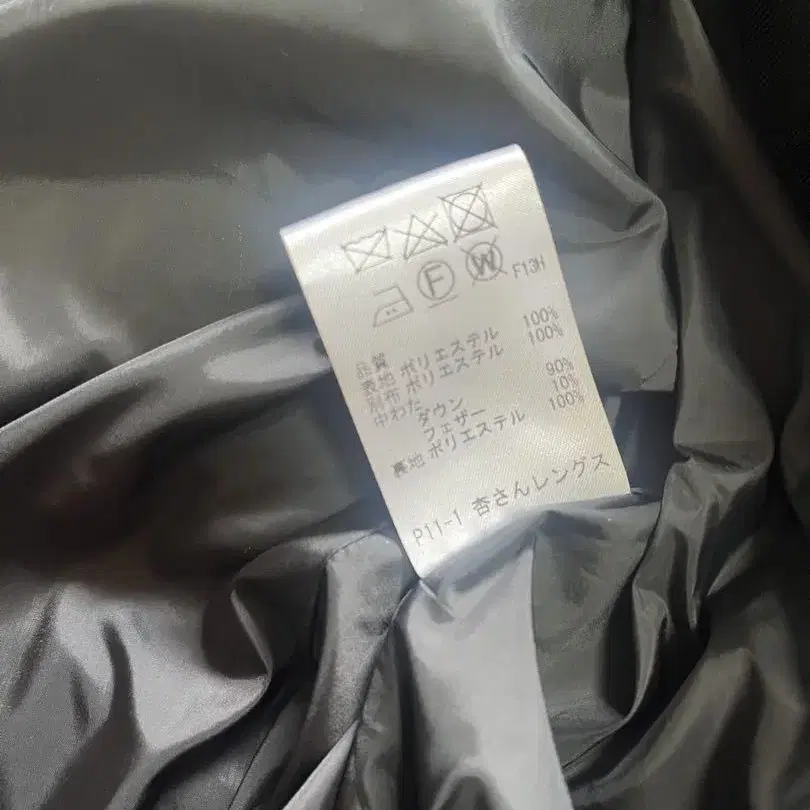 F W F13H
品質
表地 ポリエステル 100%
別布 ポリエステル 100%
中わた
ダウン 90%
フェザー 10%
裏地 ポリエステル 100%
P11-1 杏さんレングス